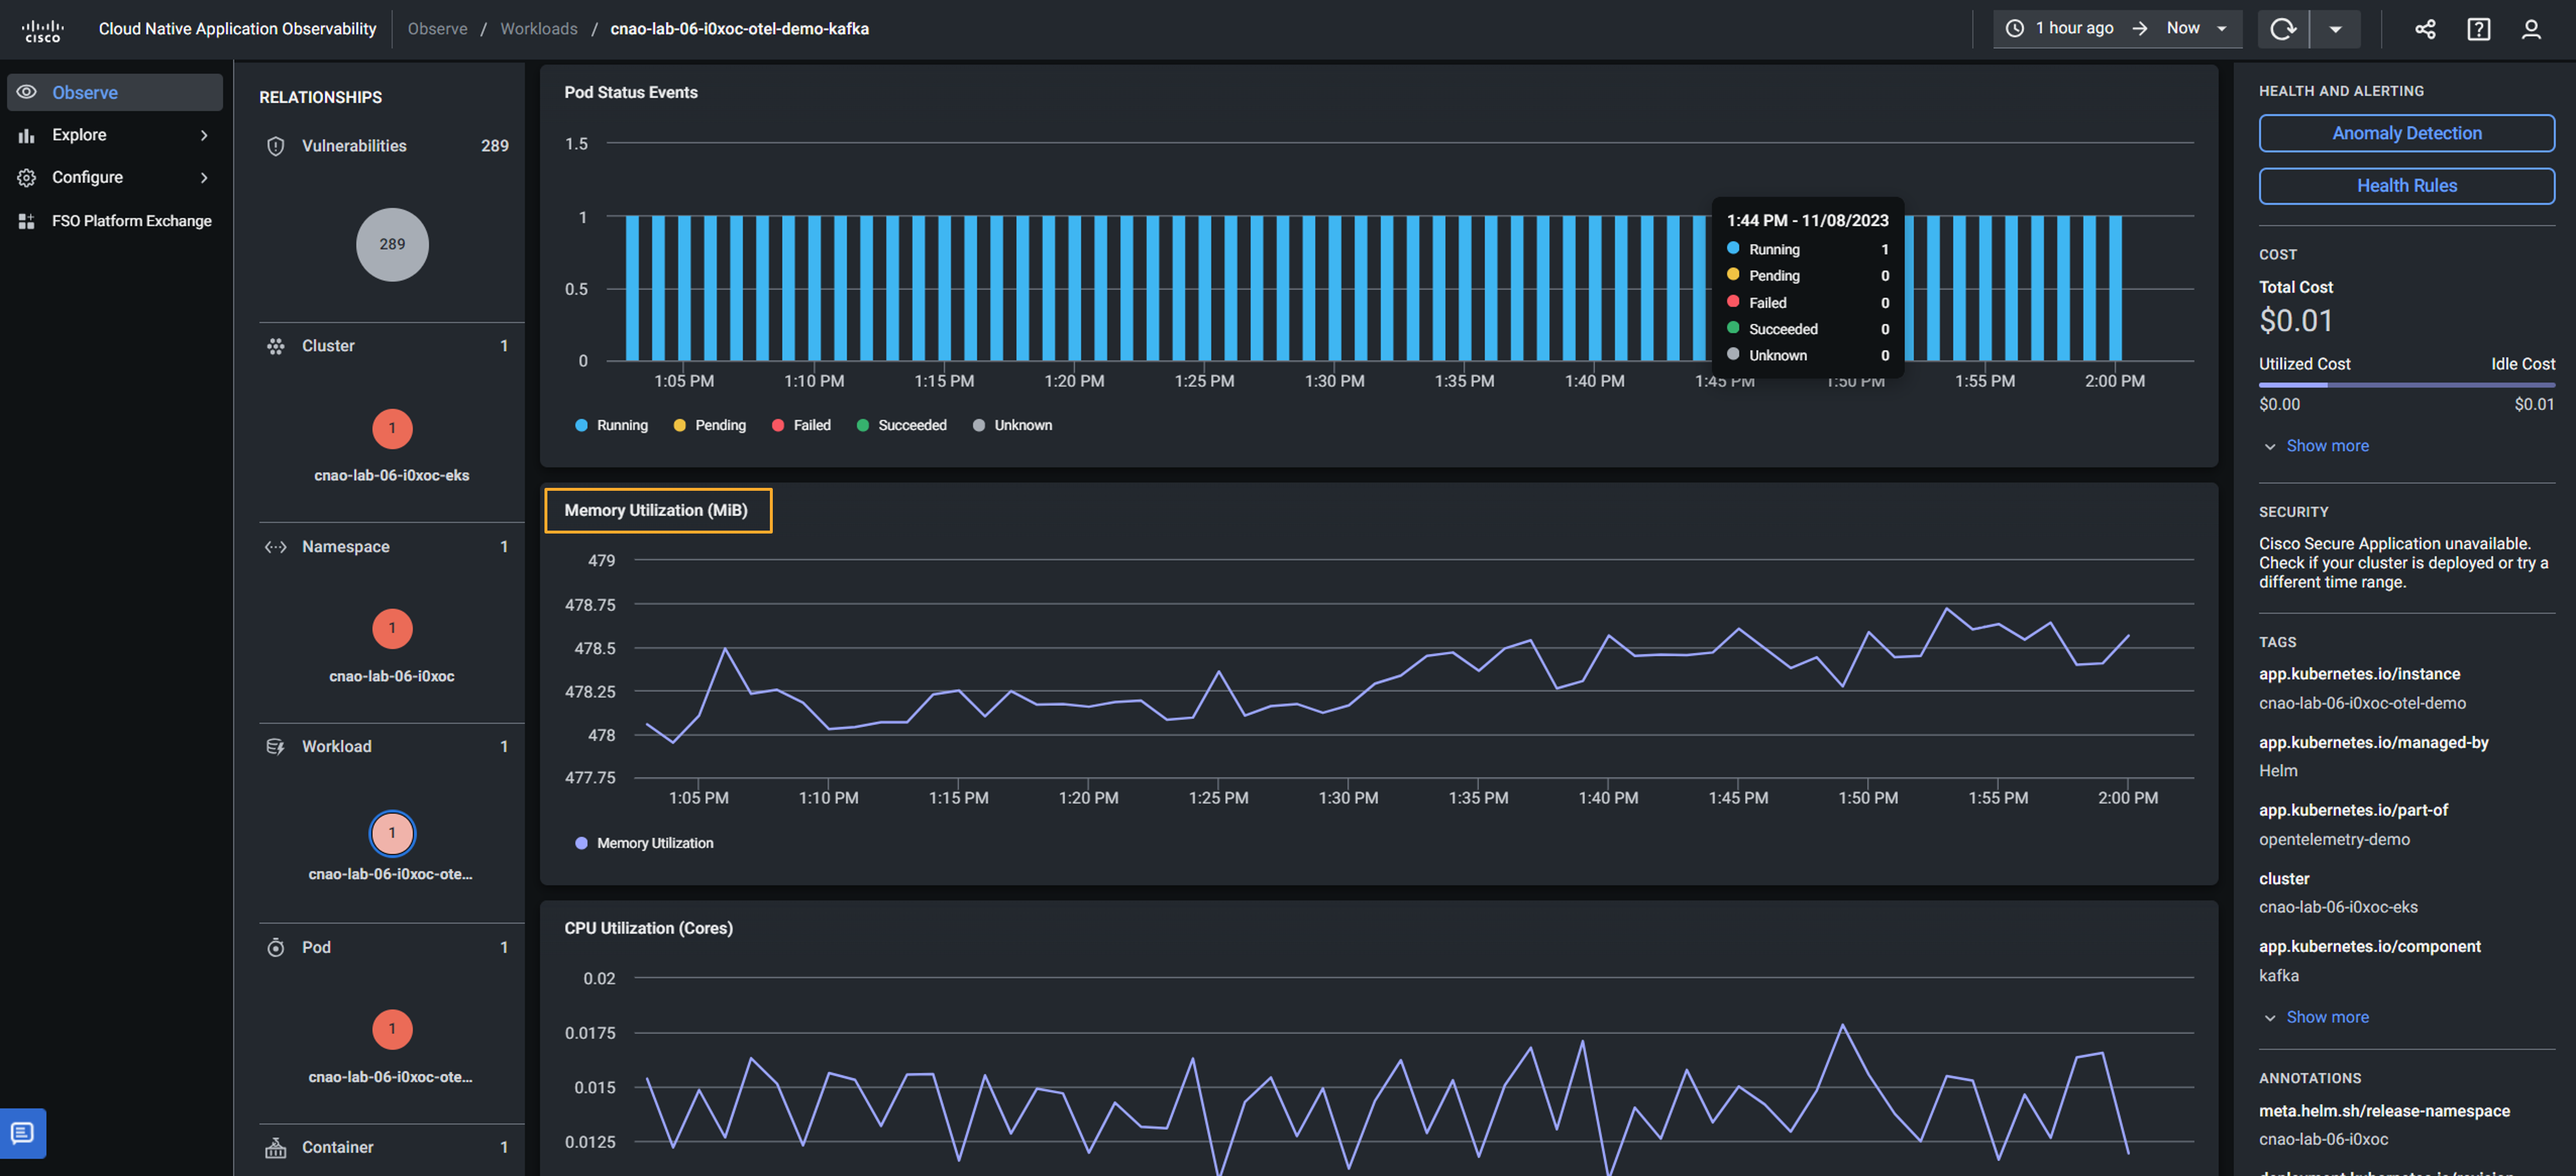 cisco
Cloud Native Application Observability
Observe / Workloads / cnao-lab-06-i0xoc-otel-demo-kafka
1 hour ago → Now
Observe
Explore
Configure
FSO Platform Exchange
RELATIONSHIPS
Vulnerabilities 289
289
Cluster 1
1
cnao-lab-06-i0xoc-eks
Namespace 1
1
cnao-lab-06-i0xoc
Workload 1
1
cnao-lab-06-i0xoc-ote...
Pod 1
1
cnao-lab-06-i0xoc-ote...
Container 1
Pod Status Events
1.5
1
0.5
0
1:05 PM 1:10 PM 1:15 PM 1:20 PM 1:25 PM 1:30 PM 1:35 PM 1:40 PM 1:45 PM 1:50 PM 1:55 PM 2:00 PM
1:44 PM - 11/08/2023
Running 1
Pending 0
Failed 0
Succeeded 0
Unknown 0
Running Pending Failed Succeeded Unknown
Memory Utilization (MiB)
479
478.75
478.5
478.25
478
477.75
1:05 PM 1:10 PM 1:15 PM 1:20 PM 1:25 PM 1:30 PM 1:35 PM 1:40 PM 1:45 PM 1:50 PM 1:55 PM 2:00 PM
Memory Utilization
CPU Utilization (Cores)
0.02
0.0175
0.015
0.0125
HEALTH AND ALERTING
Anomaly Detection
Health Rules
COST
Total Cost
$0.01
Utilized Cost Idle Cost
$0.00 $0.01
Show more
SECURITY
Cisco Secure Application unavailable.
Check if your cluster is deployed or try a
different time range.
TAGS
app.kubernetes.io/instance
cnao-lab-06-i0xoc-otel-demo
app.kubernetes.io/managed-by
Helm
app.kubernetes.io/part-of
opentelemetry-demo
cluster
cnao-lab-06-i0xoc-eks
app.kubernetes.io/component
kafka
Show more
ANNOTATIONS
meta.helm.sh/release-namespace
cnao-lab-06-i0xoc